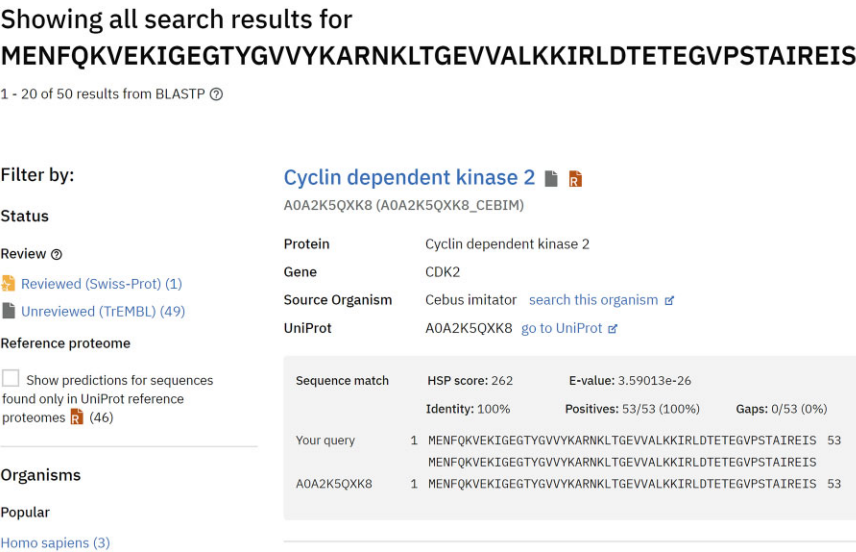 Showing all search results for
MENFQKVEKIGEGTYGVVYKARNKLTGEVVALKKIRLDTETEGVPSTAIREIS
1 - 20 of 50 results from BLASTP
Filter by:
Status
Review
Reviewed (Swiss-Prot) (1)
Unreviewed (TrEMBL) (49)
Reference proteome
Show predictions for sequences
found only in UniProt reference
proteomes R (46)
Organisms
Popular
Homo sapiens (3)
Cyclin dependent kinase 2 R
A0A2K5QXK8 (A0A2K5QXK8_CEBIM)
Protein Cyclin dependent kinase 2
Gene CDK2
Source Organism Cebus imitator search this organism
UniProt A0A2K5QXK8 go to UniProt
Sequence match HSP score: 262 E-value: 3.59013e-26
Identity: 100% Positives: 53/53 (100%) Gaps: 0/53 (0%)
Your query 1 MENFQKVEKIGEGTYGVVYKARNKLTGEVVALKKIRLDTETEGVPSTAIREIS 53
MENFQKVEKIGEGTYGVVYKARNKLTGEVVALKKIRLDTETEGVPSTAIREIS
A0A2K5QXK8 1 MENFQKVEKIGEGTYGVVYKARNKLTGEVVALKKIRLDTETEGVPSTAIREIS 53